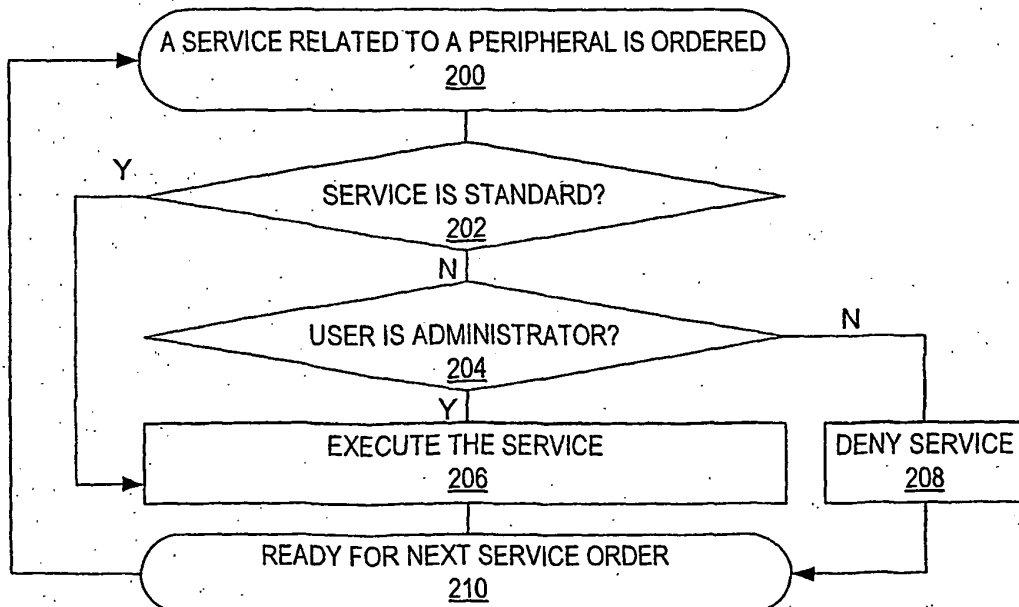 A SERVICE RELATED TO A PERIPHERAL IS ORDERED
200
Y
SERVICE IS STANDARD?
202
N
USER IS ADMINISTRATOR?
204
N
Y
EXECUTE THE SERVICE
206
DENY SERVICE
208
READY FOR NEXT SERVICE ORDER
210